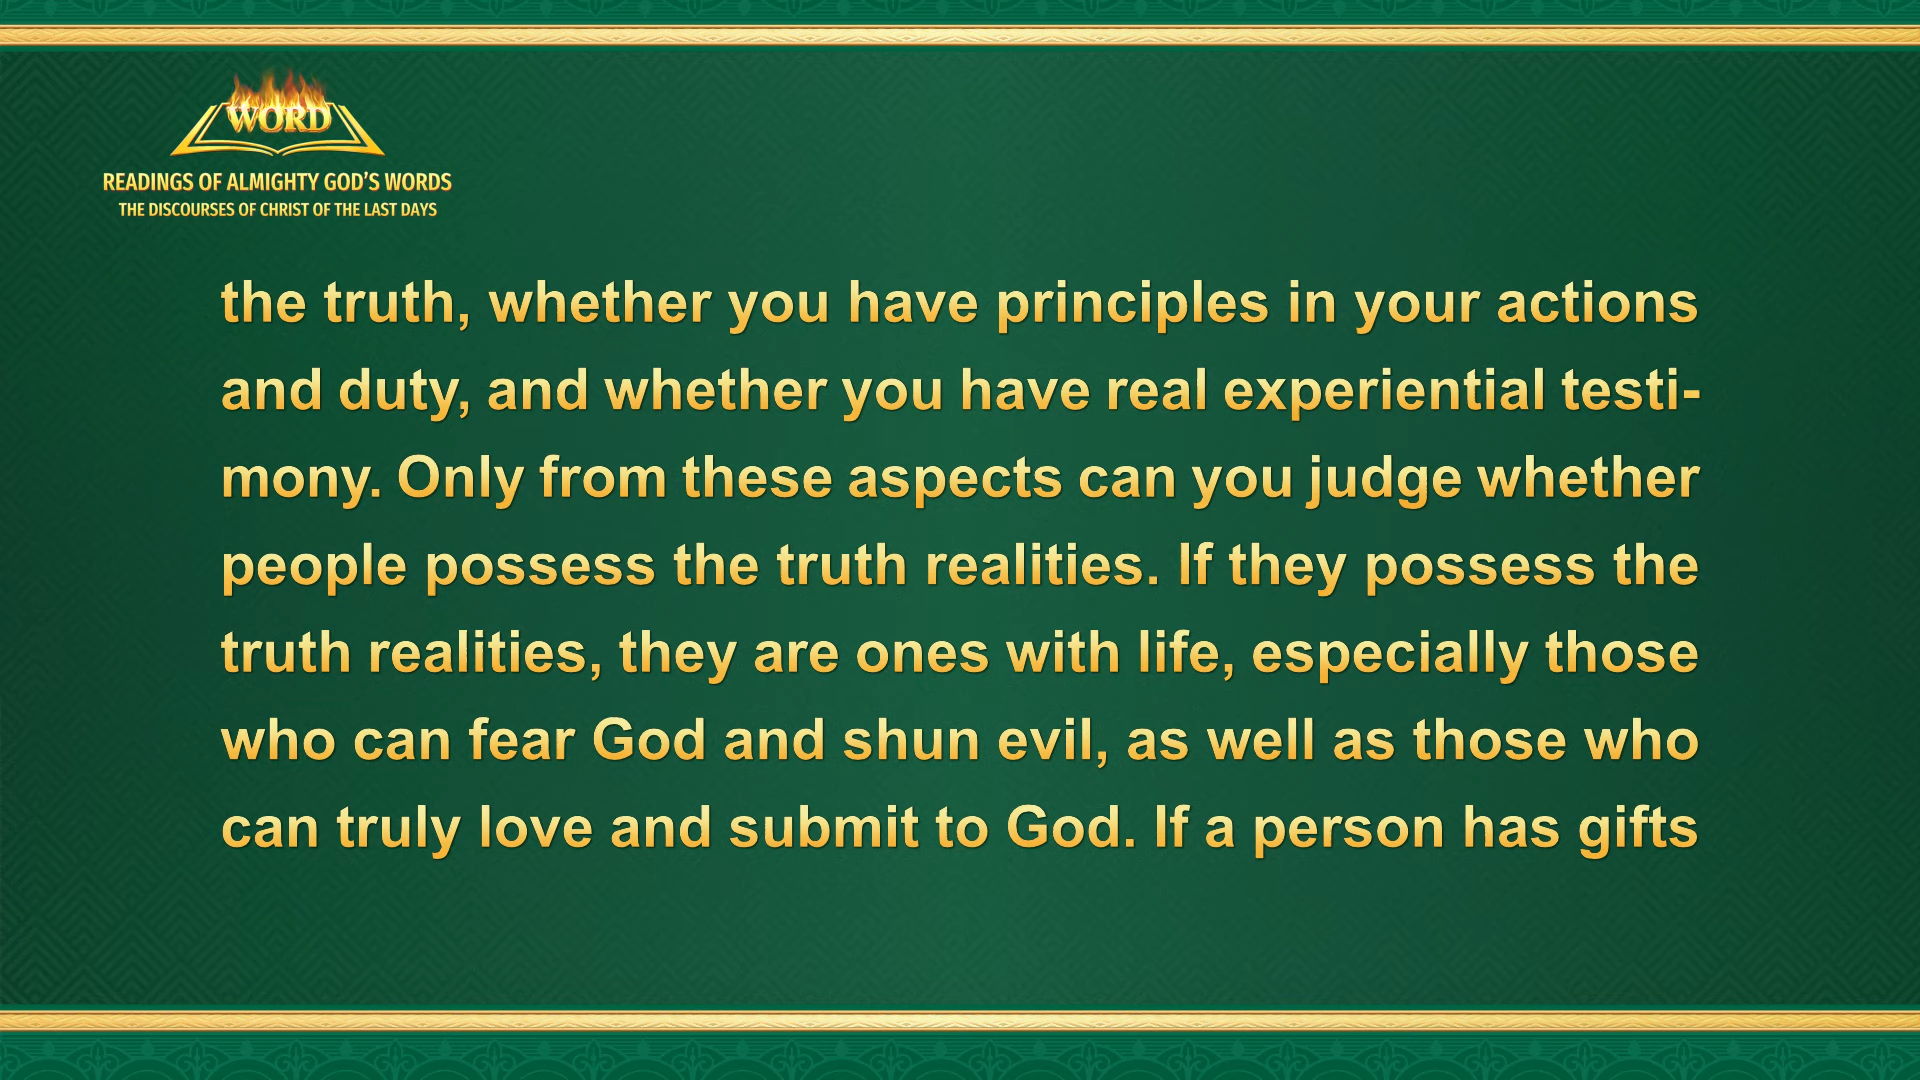 WORD
READINGS OF ALMIGHTY GOD'S WORDS
THE DISCOURSES OF CHRIST OF THE LAST DAYS
the truth, whether you have principles in your actions
and duty, and whether you have real experiential testi-
mony. Only from these aspects can you judge whether
people possess the truth realities. If they possess the
truth realities, they are ones with life, especially those
who can fear God and shun evil, as well as those who
can truly love and submit to God. If a person has gifts